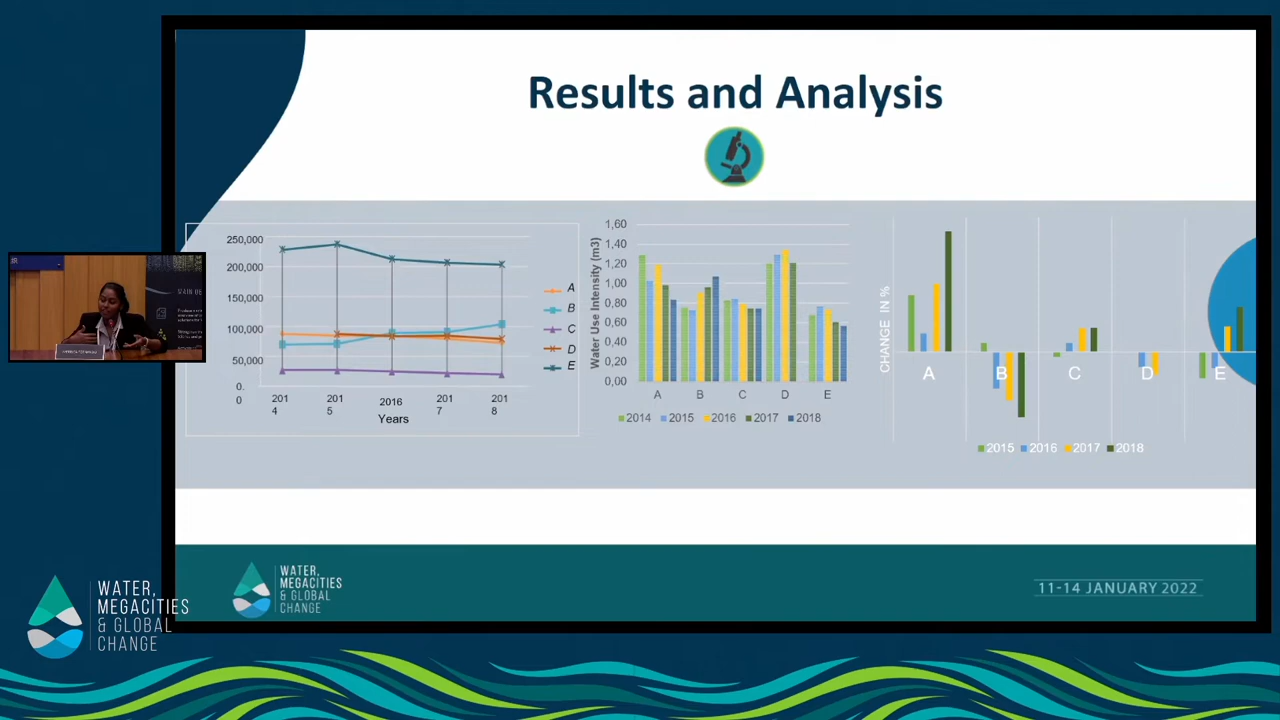 Results and Analysis
250,000
200,000
150,000
100,000
50,000
0.
0
201
4
201
5
2016
201
7
201
8
Years
A
B
C
D
E
Water Use Intensity (m3)
1,60
1,40
1,20
1,00
0,80
0,60
0,40
0,20
0,00
A B C D E
2014 2015 2016 2017 2018
CHANGE IN %
A B C D E
2015 2016 2017 2018
WATER,
MEGACITIES
& GLOBAL
CHANGE
11-14 JANUARY 2022
WATER,
MEGACITIES
& GLOBAL
CHANGE